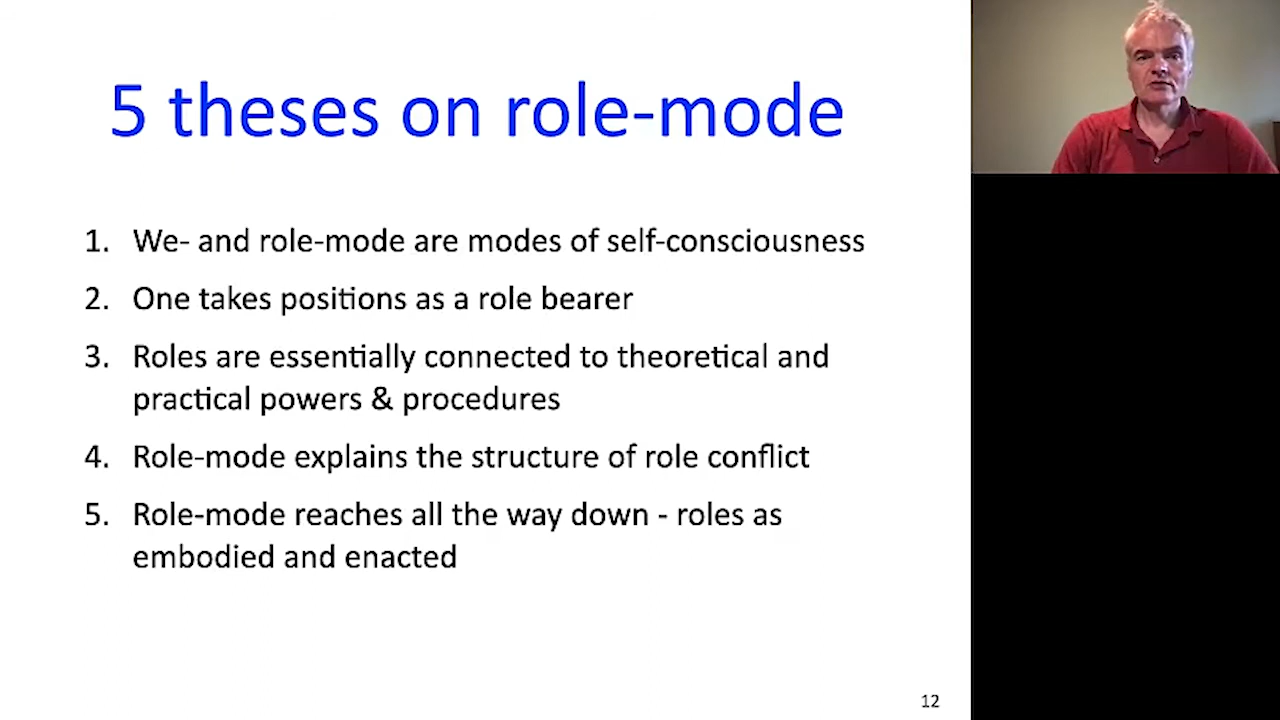 5 theses on role-mode
1. We- and role-mode are modes of self-consciousness
2. One takes positions as a role bearer
3. Roles are essentially connected to theoretical and
practical powers & procedures
4. Role-mode explains the structure of role conflict
5. Role-mode reaches all the way down - roles as
embodied and enacted
12